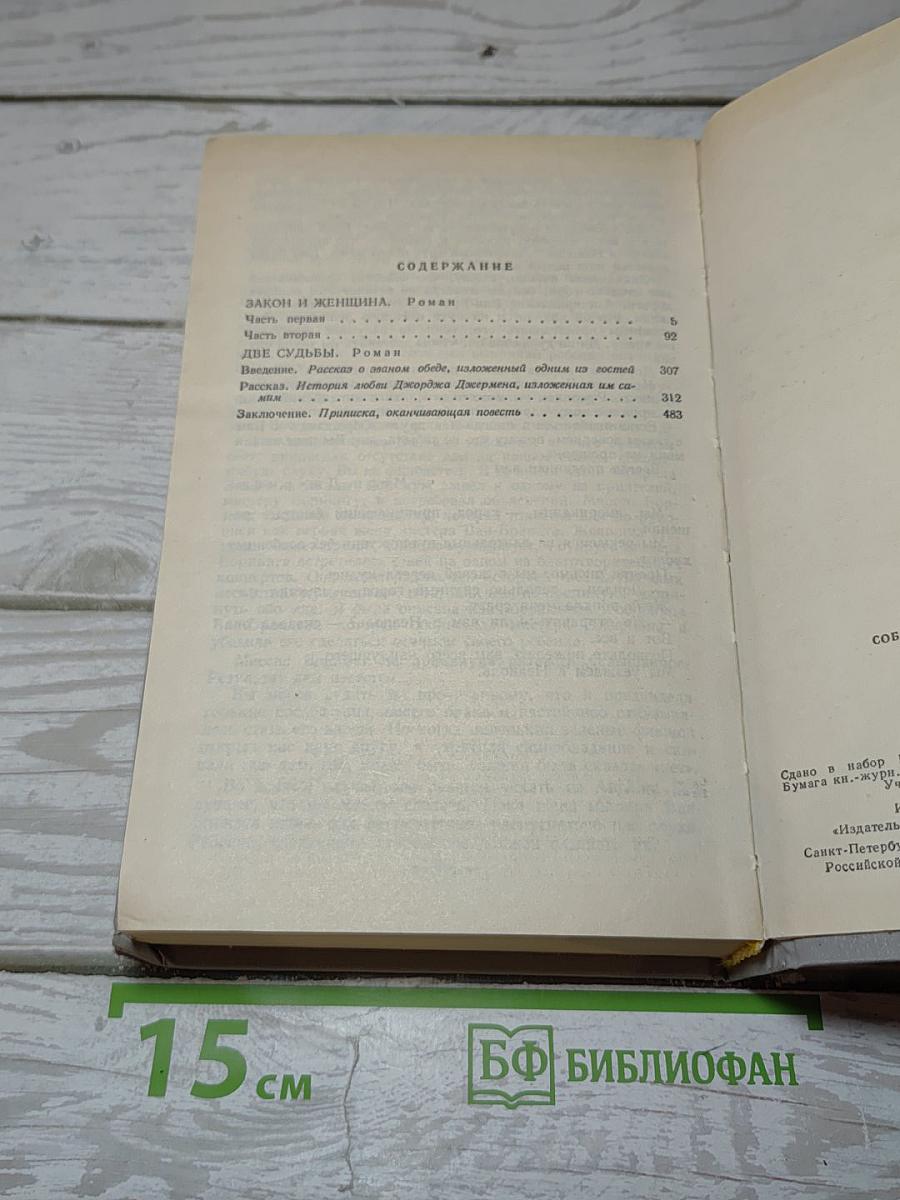 СОДЕРЖАНИЕ
ЗАКОН И ЖЕНЩИНА. Роман
Часть первая . . . . . . . . . . . . . . . . . . . . . . . . 5
Часть вторая . . . . . . . . . . . . . . . . . . . . . . . . 92
ДВЕ СУДЬБЫ. Роман
Введение. Рассказ о званом обеде, изложенный одним из гостей 307
Рассказ. История любви Джорджа Джермена, изложенная им са-
мим . . . . . . . . . . . . . . . . . . . . . . . . . . . 312
Заключение. Приписка, оканчивающая повесть . . . . . . . . . 483
СОБ
Сдано в набор
Бумага кн.-журн.
Уч
«Издатель
Санкт-Петербу
Российской
15 см
БФ БИБЛИОФАН